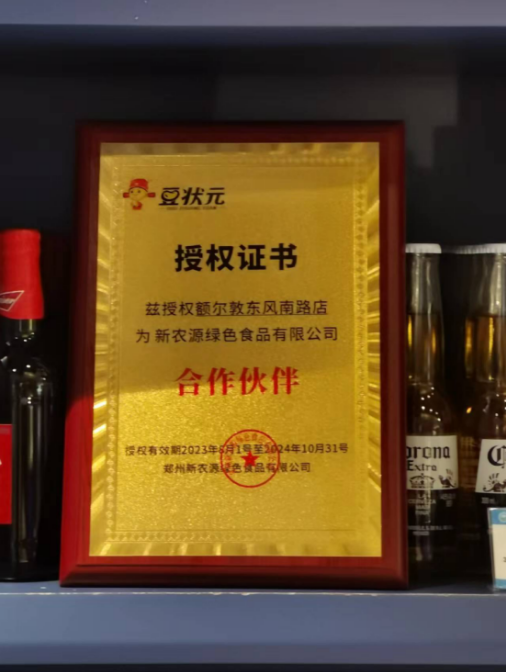 豆状元
授权证书
兹授权额尔敦东风南路店
为 新农源绿色食品有限公司
合作伙伴
授权有效期2023年6月1号至2024年10月31号
郑州新农源绿色食品有限公司
Corona
Extra